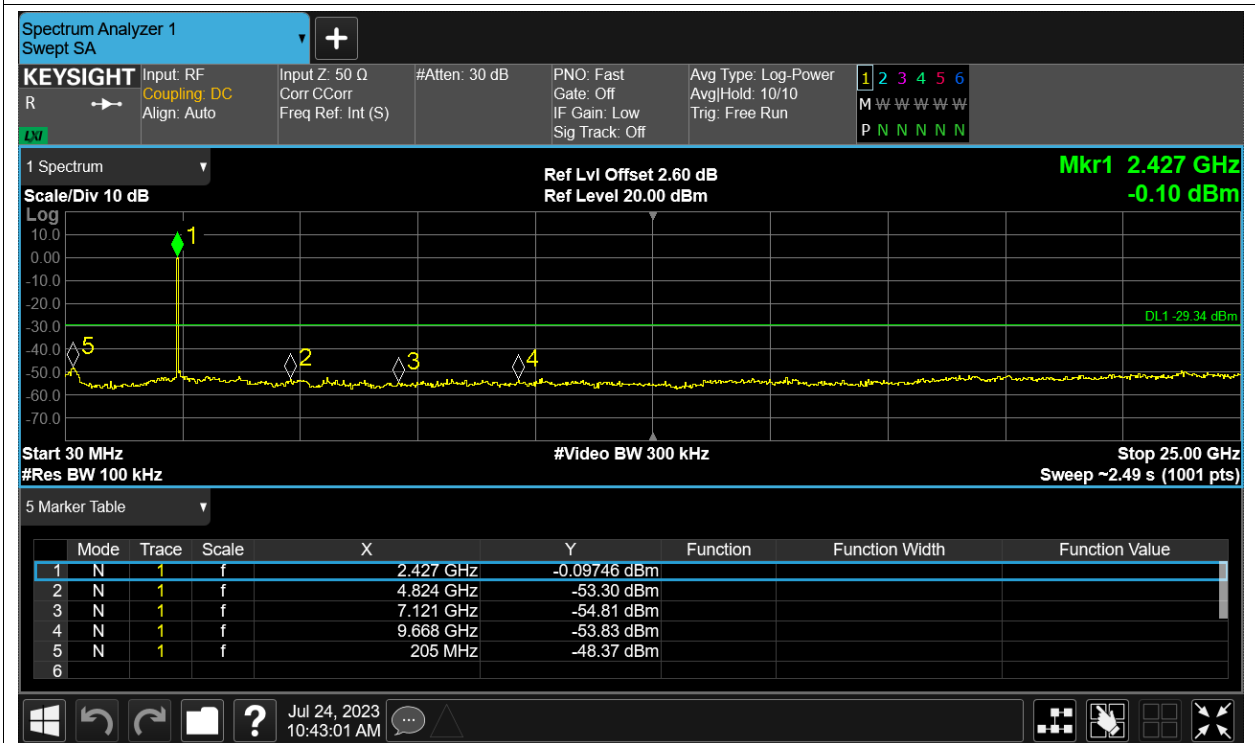 Spectrum Analyzer 1
Swept SA
+
KEYSIGHT
R
LXI
Input: RF
Coupling: DC
Align: Auto
Input Z: 50 Ω
Corr CCorr
Freq Ref: Int (S)
#Atten: 30 dB
PNO: Fast
Gate: Off
IF Gain: Low
Sig Track: Off
Avg Type: Log-Power
Avg|Hold: 10/10
Trig: Free Run
1 2 3 4 5 6
M W W W W W
P N N N N N
1 Spectrum
Scale/Div 10 dB
Ref Lvl Offset 2.60 dB
Ref Level 20.00 dBm
Mkr1 2.427 GHz
-0.10 dBm
Log
10.0
0.00
-10.0
-20.0
-30.0
-40.0
-50.0
-60.0
-70.0
1
DL1 -29.34 dBm
5
2
3
4
Start 30 MHz
#Video BW 300 kHz
Stop 25.00 GHz
#Res BW 100 kHz
Sweep ~2.49 s (1001 pts)
5 Marker Table
Mode Trace Scale X Y Function Function Width Function Value
1 N 1 f 2.427 GHz -0.09746 dBm
2 N 1 f 4.824 GHz -53.30 dBm
3 N 1 f 7.121 GHz -54.81 dBm
4 N 1 f 9.668 GHz -53.83 dBm
5 N 1 f 205 MHz -48.37 dBm
6
?
Jul 24, 2023
10:43:01 AM